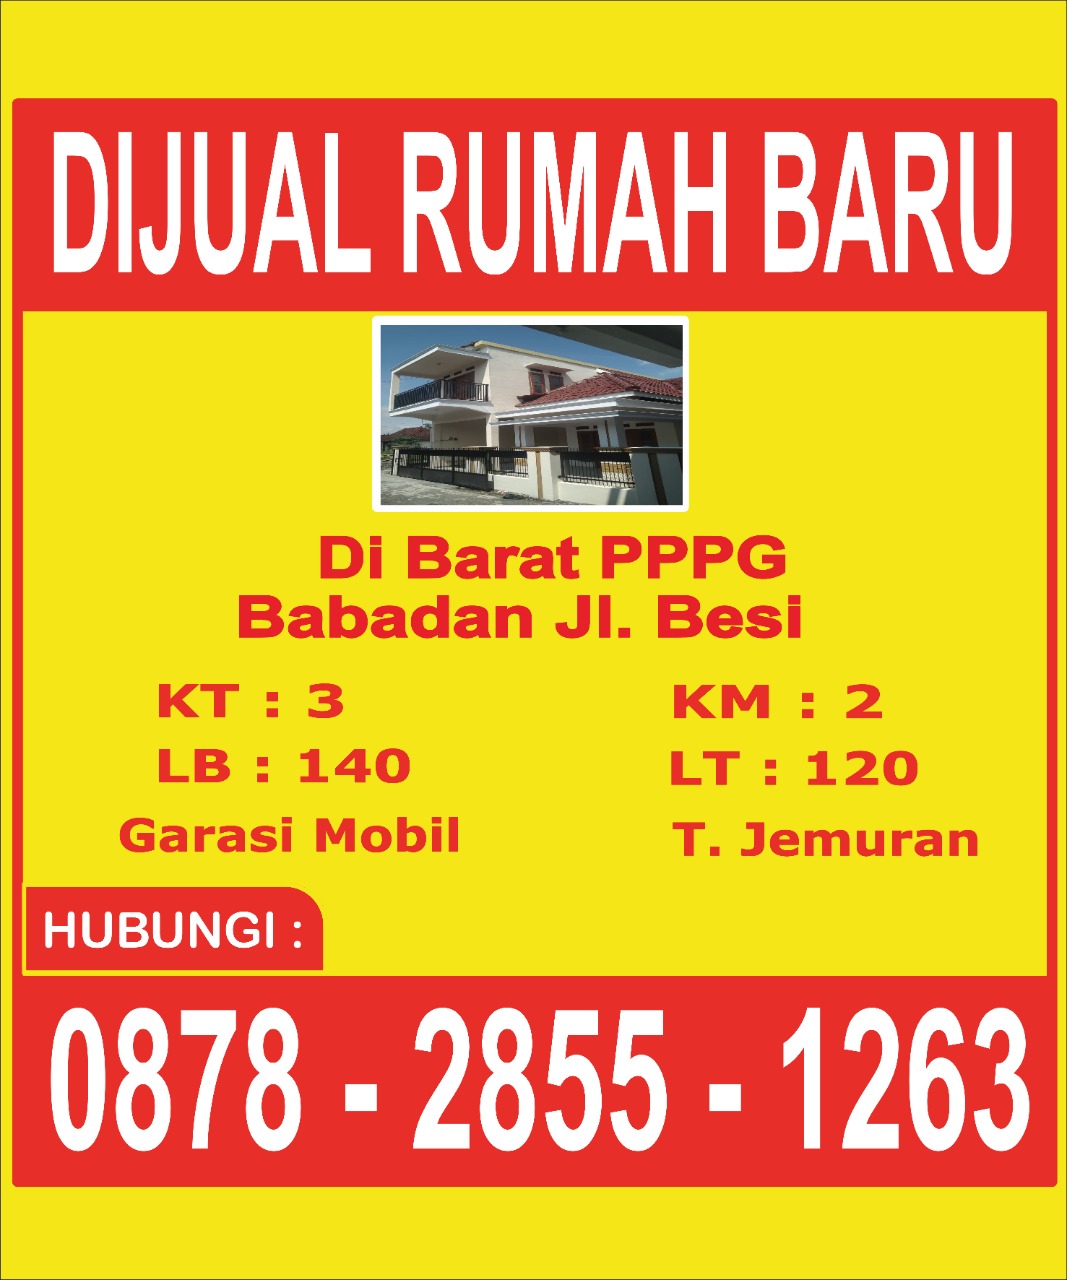 DIJUAL RUMAH BARU
Di Barat PPPG
Babadan Jl. Besi
KT : 3
KM : 2
LB : 140
LT : 120
Garasi Mobil
T. Jemuran
HUBUNGI :
0878 - 2855 - 1263